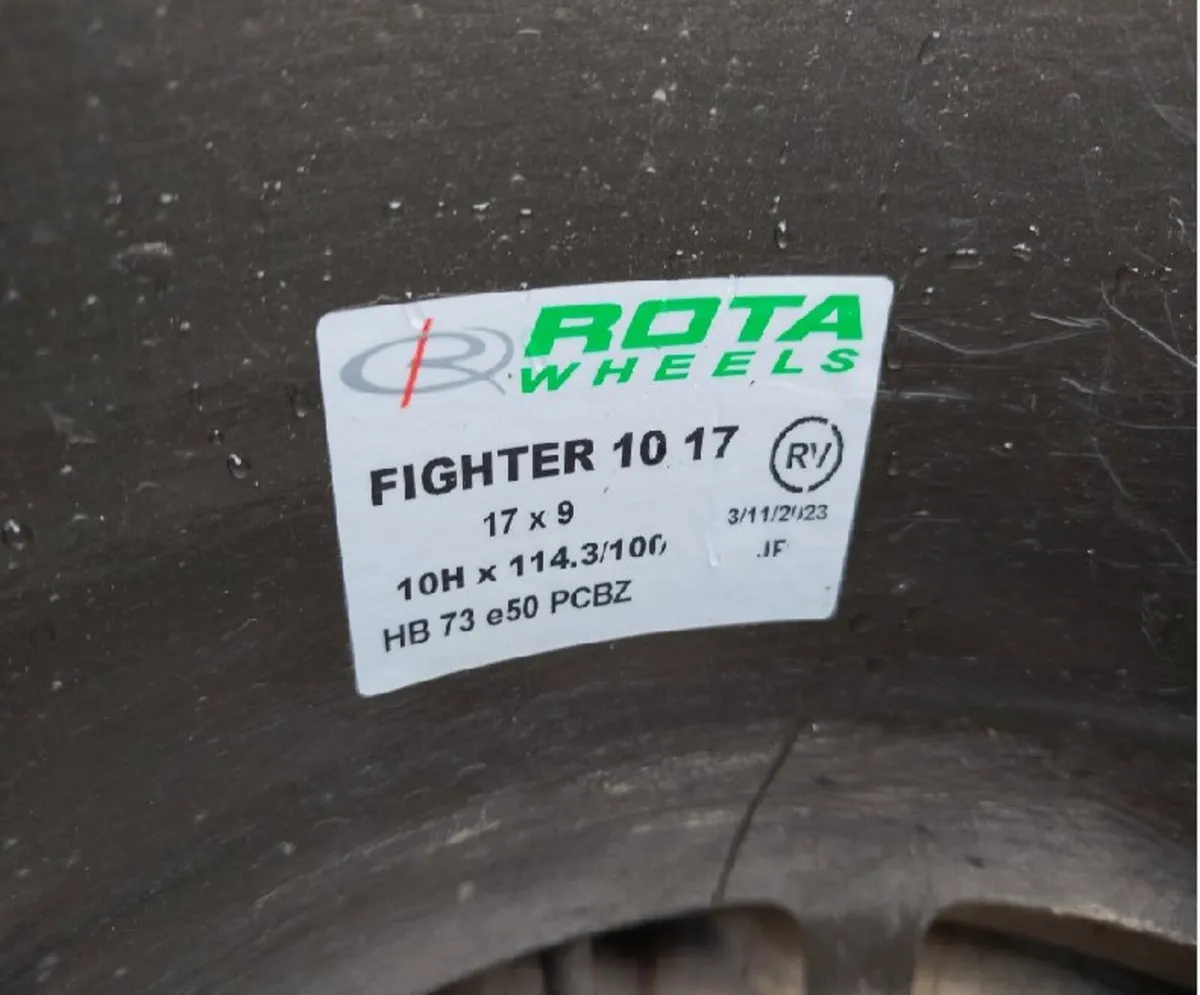 ROTA
WHEELS
FIGHTER 10 17
RV
17 x 9
3/11/2023
10H x 114.3/100
HB 73 e50 PCBZ